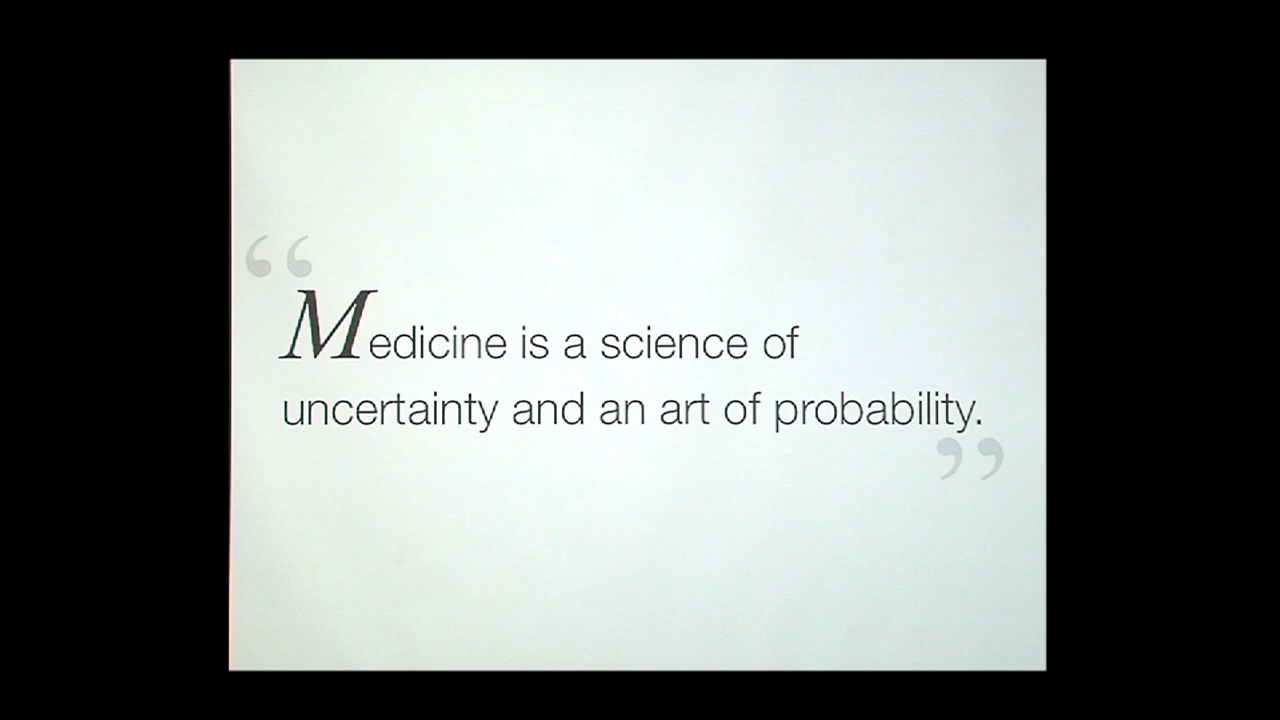 “Medicine is a science of
uncertainty and an art of probability.”